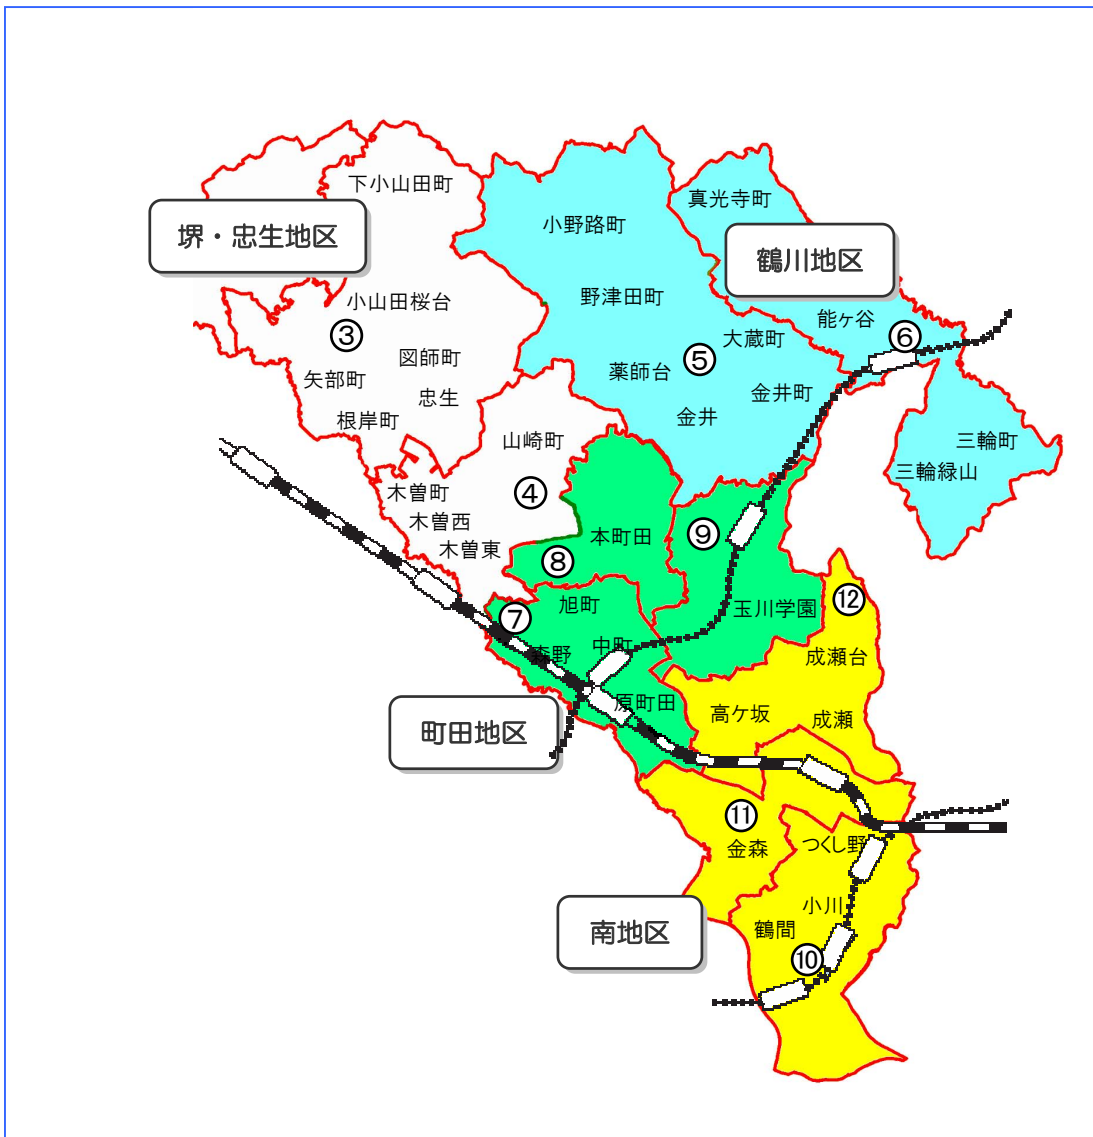 下小山田町
真光寺町
小野路町
堺・忠生地区
鶴川地区
小山田桜台
野津田町
能ヶ谷
③
大蔵町
⑥
図師町
⑤
薬師台
矢部町
金井町
忠生
金井
根岸町
山崎町
三輪町
三輪緑山
木曽町
④
木曽西
⑨
本町田
木曽東
⑧
⑫
旭町
玉川学園
⑦
中町
森野
成瀬台
原町田
高ケ坂
成瀬
町田地区
⑪
金森
つくし野
小川
南地区
鶴間
⑩